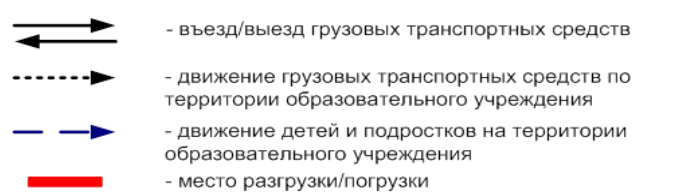 - въезд/выезд грузовых транспортных средств
- движение грузовых транспортных средств по
территории образовательного учреждения
- движение детей и подростков на территории
образовательного учреждения
- место разгрузки/погрузки